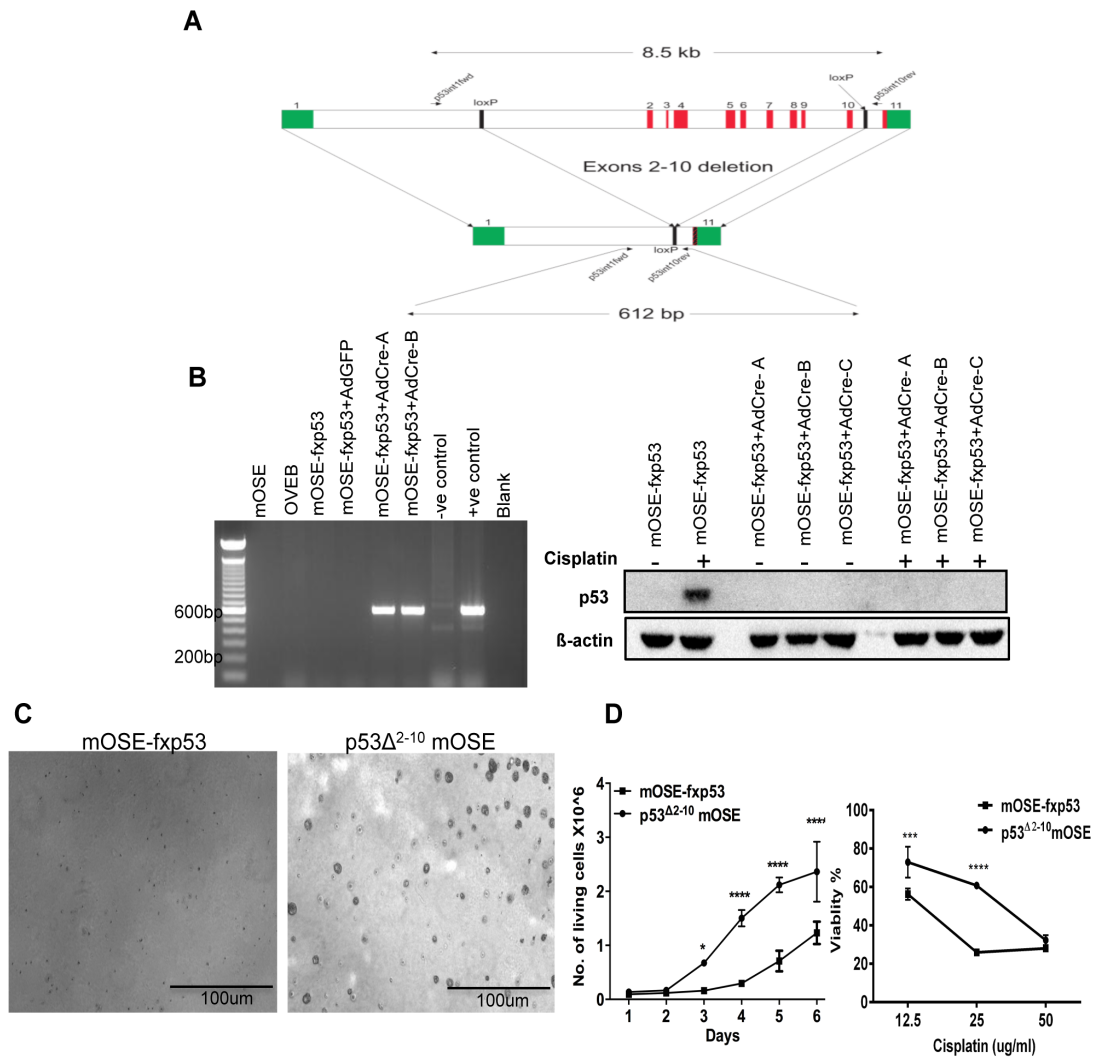 A
8.5 kb
p53int1fwd
loxP
loxP
p53int10rev
1
2
3
4
5
6
7
8
9
10
11
Exons 2-10 deletion
1
11
loxP
p53int1fwd
p53int10rev
612 bp
B
mOSE
OVEB
mOSE-fxp53
mOSE-fxp53+AdGFP
mOSE-fxp53+AdCre-A
mOSE-fxp53+AdCre-B
-ve control
+ve control
Blank
600bp
200bp
mOSE-fxp53
mOSE-fxp53
mOSE-fxp53+AdCre- A
mOSE-fxp53+AdCre-B
mOSE-fxp53+AdCre-C
mOSE-fxp53+AdCre- A
mOSE-fxp53+AdCre-B
mOSE-fxp53+AdCre-C
Cisplatin - + - - - + + +
p53
ß-actin
C
mOSE-fxp53
p53Δ2-10 mOSE
100um
100um
D
No. of living cells X10^6
4
3
2
1
0
mOSE-fxp53
p53Δ2-10 mOSE
*
****
****
****
1 2 3 4 5 6
Days
Viablity %
100
80
60
40
20
0
mOSE-fxp53
p53Δ2-10mOSE
***
****
12.5 25 50
Cisplatin (ug/ml)